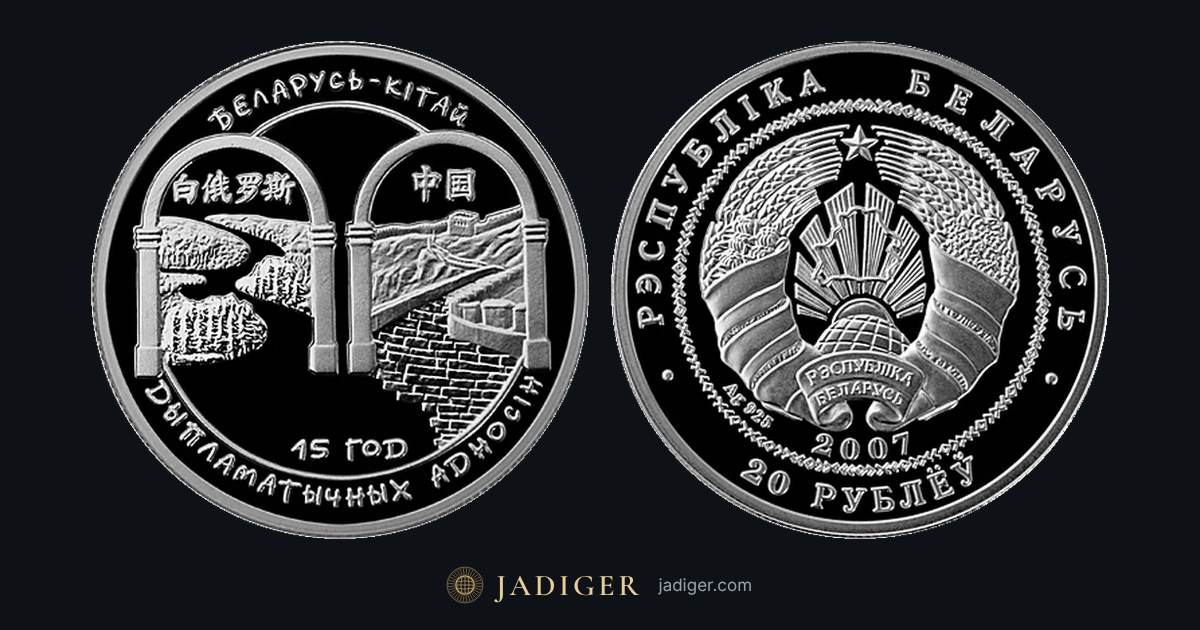 БЕЛАРУСЬ-КІТАЙ
白俄罗斯
中国
15 ГОД
ДЫПЛАМАТЫЧНЫХ АДНОСІН
РЭСПУБЛІКА БЕЛАРУСЬ
РЭСПУБЛІКА
БЕЛАРУСЬ
Ag 925
2007
20 РУБЛЁЎ
JADIGER jadiger.com